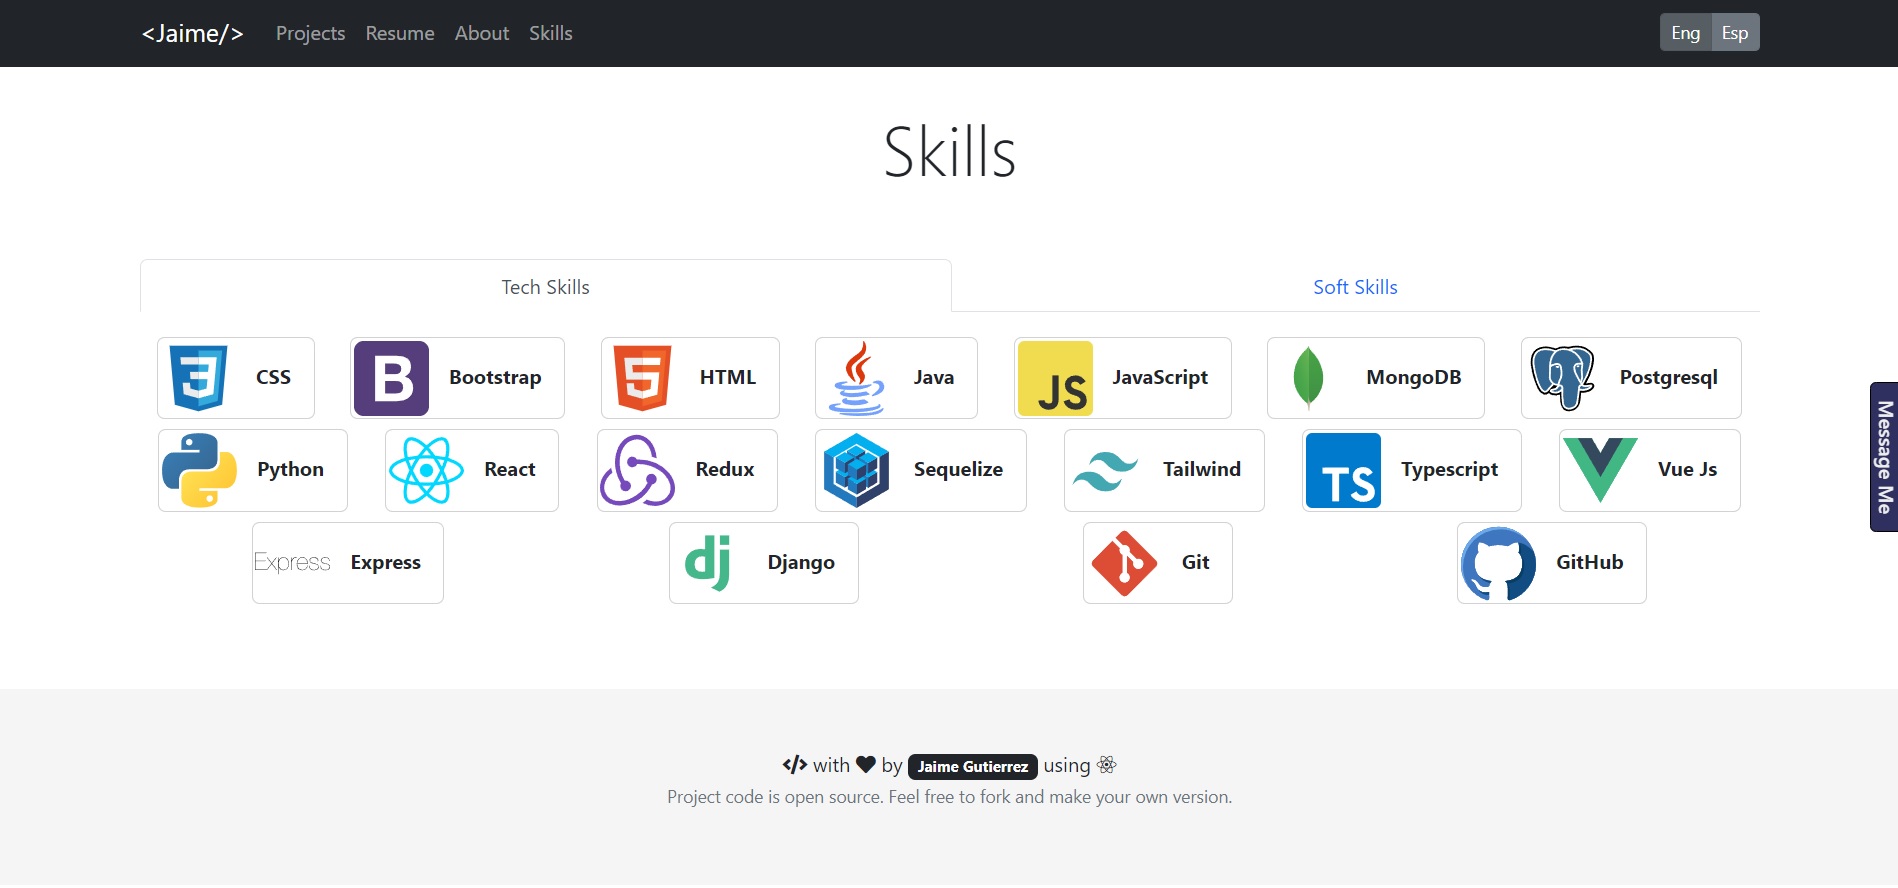 <Jaime/> Projects Resume About Skills Eng Esp
Skills
Tech Skills Soft Skills
CSS B Bootstrap HTML Java JS JavaScript MongoDB Postgresql
Python React Redux Sequelize Tailwind TS Typescript Vue Js
Express Express dj Django Git GitHub
Message Me
</> with ♥ by Jaime Gutierrez using
Project code is open source. Feel free to fork and make your own version.